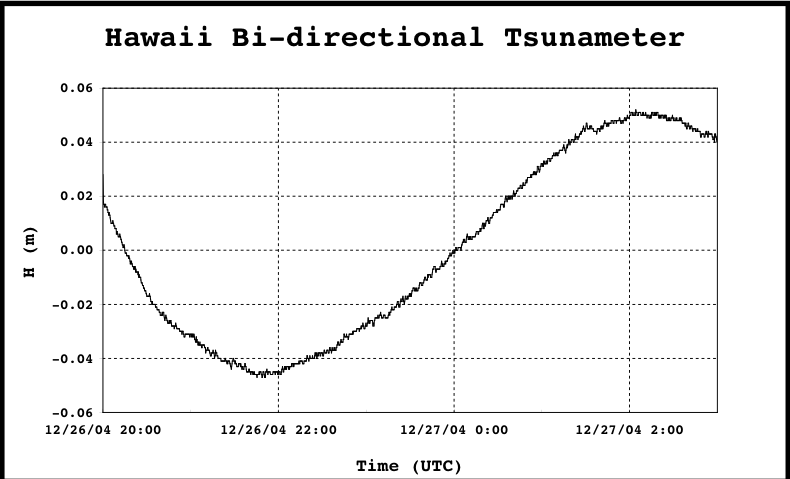 Hawaii Bi-directional Tsunameter
0.06
0.04
0.02
0.00
-0.02
-0.04
-0.06
H (m)
12/26/04 20:00 12/26/04 22:00 12/27/04 0:00 12/27/04 2:00
Time (UTC)